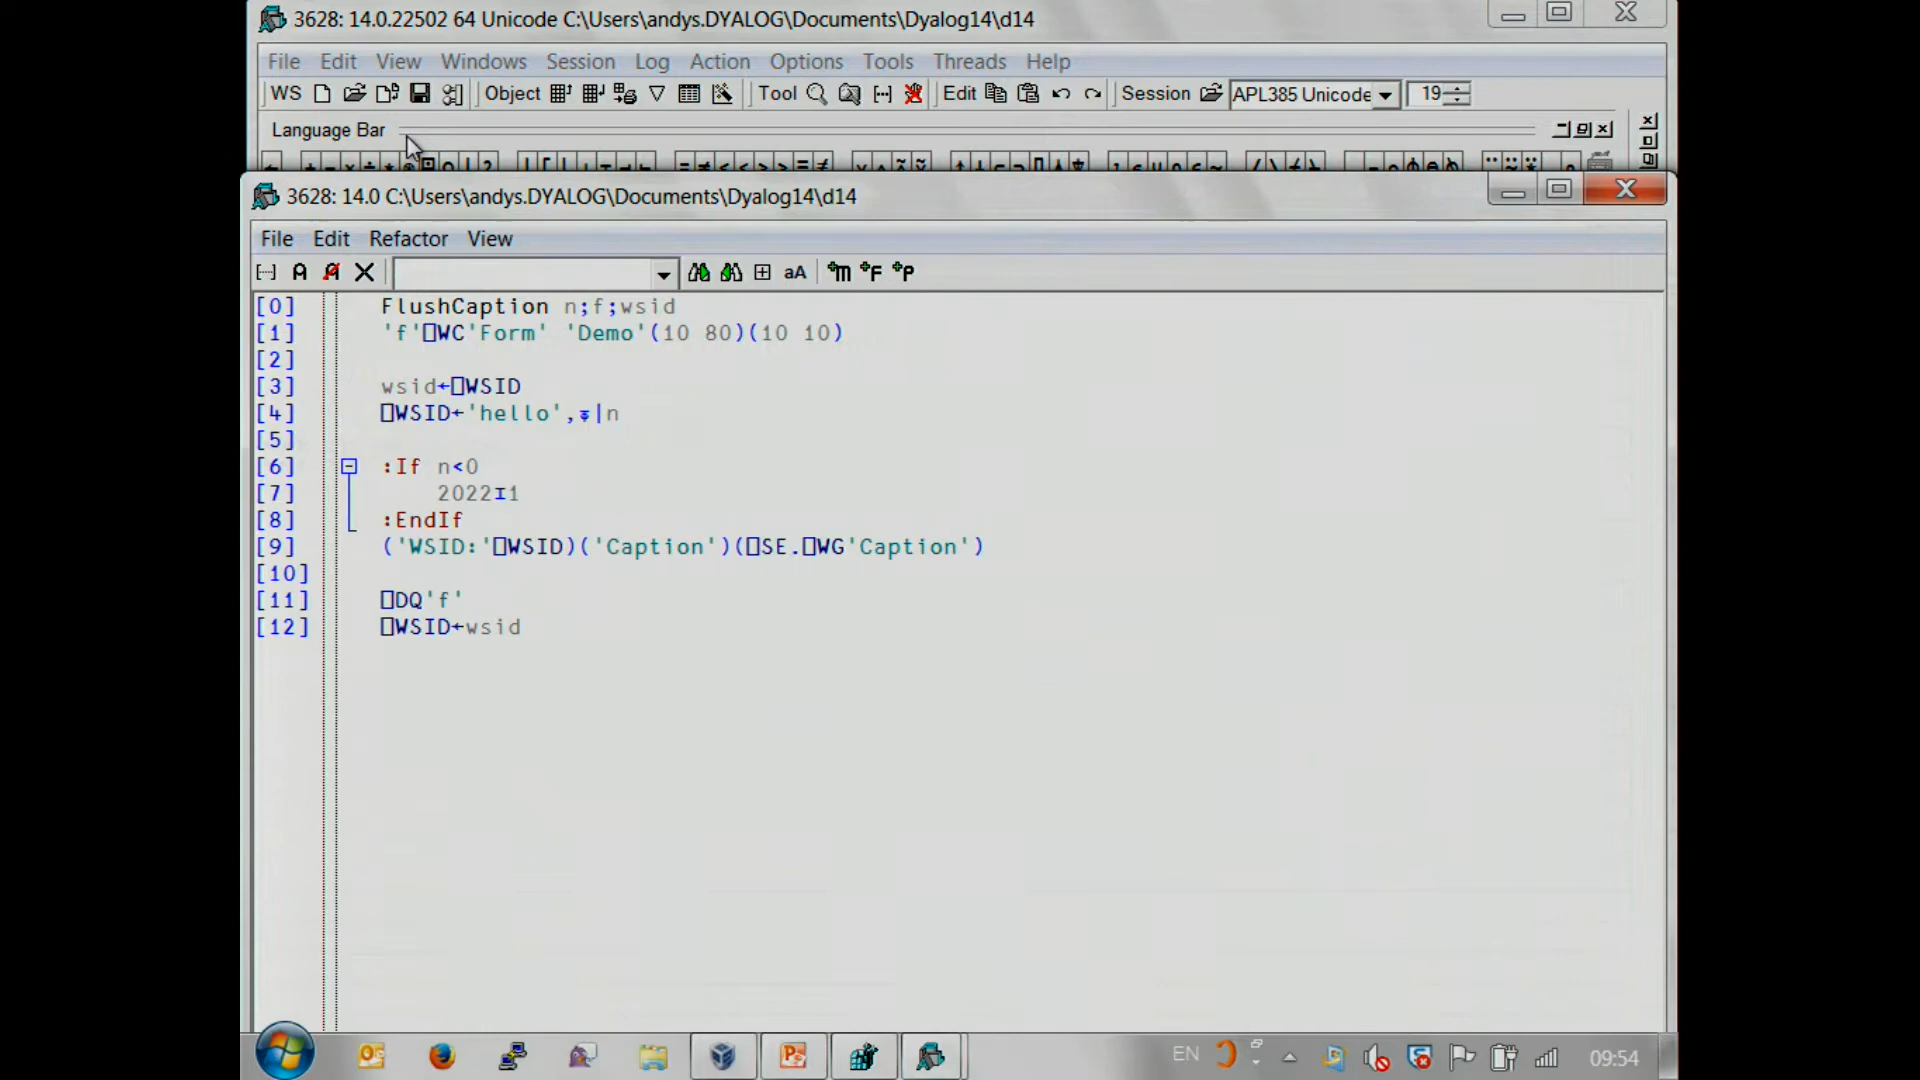 3628: 14.0.22502 64 Unicode C:\Users\andys.DYALOG\Documents\Dyalog14\d14
File Edit View Windows Session Log Action Options Tools Threads Help
WS Object Tool Edit Session APL385 Unicode 19
Language Bar
3628: 14.0 C:\Users\andys.DYALOG\Documents\Dyalog14\d14
File Edit Refactor View
[0] FlushCaption n;f;wsid
[1] 'f'⎕WC'Form' 'Demo'(10 80)(10 10)
[2]
[3] wsid←⎕WSID
[4] ⎕WSID←'hello',⍕|n
[5]
[6] :If n<0
[7] 2022⌶1
[8] :EndIf
[9] ('WSID:'⎕WSID)('Caption')(⎕SE.⎕WG'Caption')
[10]
[11] ⎕DQ'f'
[12] ⎕WSID←wsid
EN 09:54